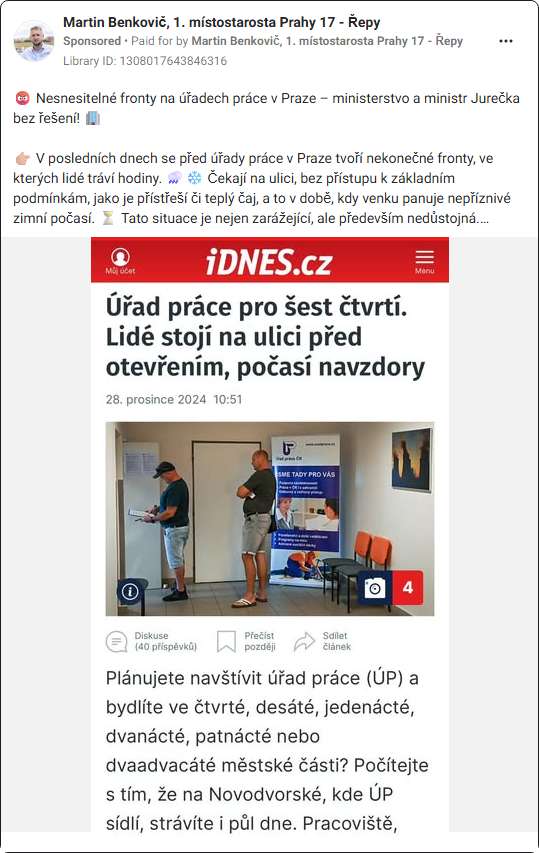 Martin Benkovič, 1. místostarosta Prahy 17 - Řepy
Sponsored • Paid for by Martin Benkovič, 1. místostarosta Prahy 17 - Řepy
Library ID: 1308017643846316
😡 Nesnesitelné fronty na úřadech práce v Praze – ministerstvo a ministr Jurečka
bez řešení! 🏢
👉🏼 V posledních dnech se před úřady práce v Praze tvoří nekonečné fronty, ve
kterých lidé tráví hodiny. 🌧️ ❄️ Čekají na ulici, bez přístupu k základním
podmínkám, jako je přístřeší či teplý čaj, a to v době, kdy venku panuje nepříznivé
zimní počasí. ⏳ Tato situace je nejen zarážející, ale především nedůstojná....
Můj účet
iDNES.cz
Menu
Úřad práce pro šest čtvrtí.
Lidé stojí na ulici před
otevřením, počasí navzdory
28. prosince 2024 10:51
Úřad práce ČR
JSME TADY PRO VÁS
4
Diskuse
(40 příspěvků)
Přečíst
později
Sdílet
článek
Plánujete navštívit úřad práce (ÚP) a
bydlíte ve čtvrté, desáté, jedenácté,
dvanácté, patnácté nebo
dvaadvacáté městské části? Počítejte
s tím, že na Novodvorské, kde ÚP
sídlí, strávíte i půl dne. Pracoviště,